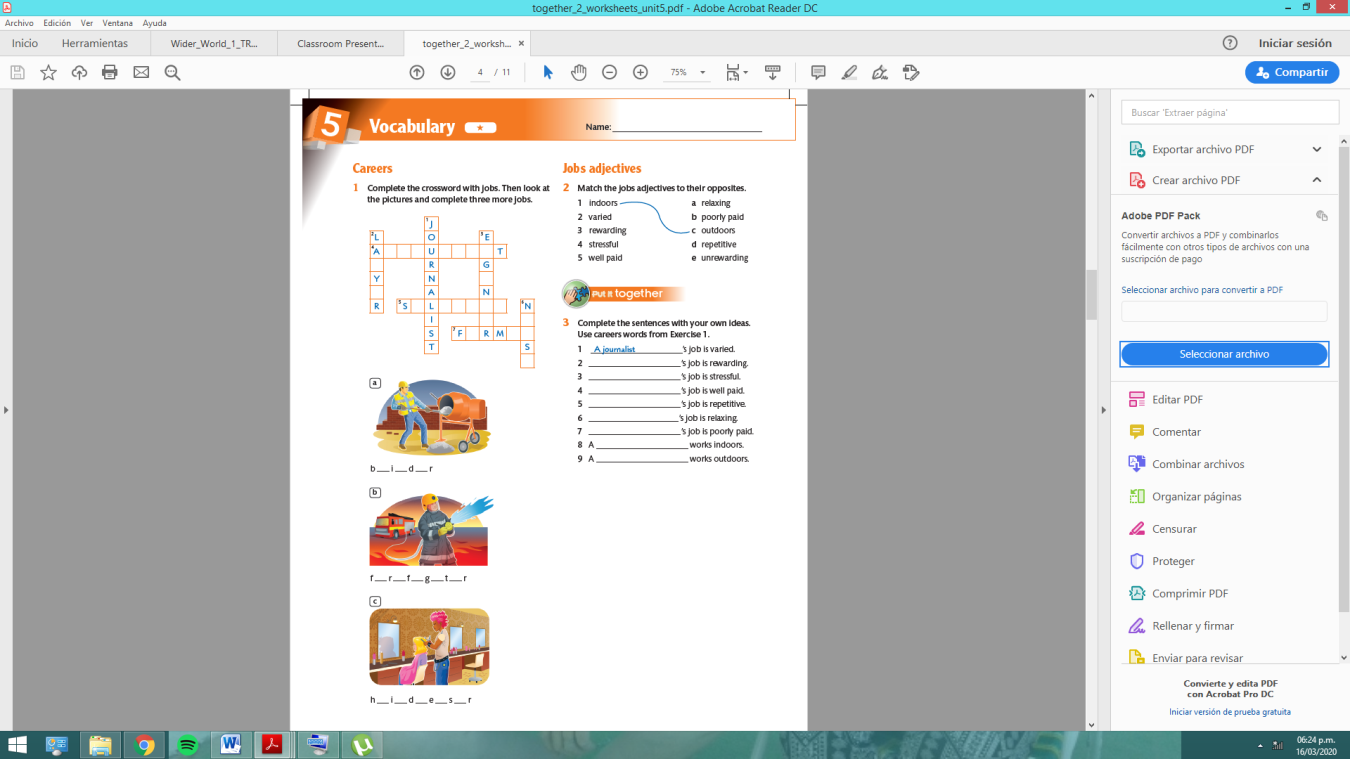 together_2_worksheets_unit5.pdf - Adobe Acrobat Reader DC
Archivo Edición Ver Ventana Ayuda
Inicio Herramientas Wider_World_1_TR... Classroom Present... together_2_worksh... × Iniciar sesión
4 / 11 75% Compartir
5 Vocabulary Name:
Careers
1 Complete the crossword with jobs. Then look at
the pictures and complete three more jobs.
1 J
2 L O 3 E
4 A U T
R G
Y N
A N
R 5 S L 6 N
I
S 7 F R M
T S
a
b__i__d__r
b
f__r__f__g__t__r
c
h__i__d__e__s__r
Jobs adjectives
2 Match the jobs adjectives to their opposites.
1 indoors a relaxing
2 varied b poorly paid
3 rewarding c outdoors
4 stressful d repetitive
5 well paid e unrewarding
Put it together
3 Complete the sentences with your own ideas.
Use careers words from Exercise 1.
1 A journalist 's job is varied.
2 's job is rewarding.
3 's job is stressful.
4 's job is well paid.
5 's job is repetitive.
6 's job is relaxing.
7 's job is poorly paid.
8 A works indoors.
9 A works outdoors.
Buscar 'Extraer página'
Exportar archivo PDF
Crear archivo PDF
Adobe PDF Pack
Convertir archivos a PDF y combinarlos
fácilmente con otros tipos de archivos con una
suscripción de pago
Seleccionar archivo para convertir a PDF
Seleccionar archivo
Editar PDF
Comentar
Combinar archivos
Organizar páginas
Censurar
Proteger
Comprimir PDF
Rellenar y firmar
Enviar para revisar
Convierte y edita PDF
con Acrobat Pro DC
Iniciar versión de prueba gratuita
06:24 p.m.
16/03/2020